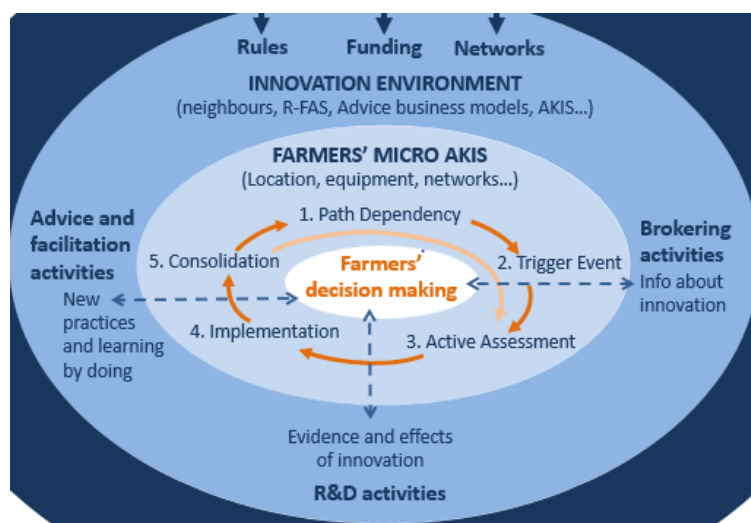 Rules
Funding
Networks
INNOVATION ENVIRONMENT
(neighbours, R-FAS, Advice business models, AKIS...)
FARMERS' MICRO AKIS
(Location, equipment, networks...)
1. Path Dependency
Advice and
facilitation
activities
New
practices
and learning
by doing
5. Consolidation
Farmers'
decision making
2. Trigger Event
Brokering
activities
Info about
innovation
4. Implementation
3. Active Assessment
Evidence and effects
of innovation
R&D activities